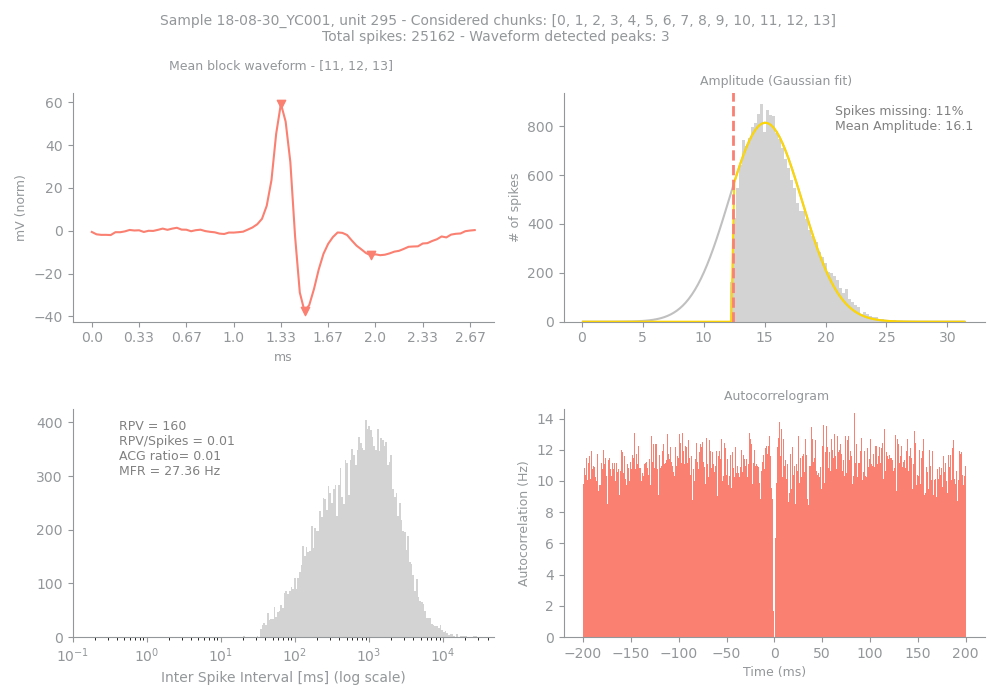 Sample 18-08-30_YC001, unit 295 - Considered chunks: [0, 1, 2, 3, 4, 5, 6, 7, 8, 9, 10, 11, 12, 13]
Total spikes: 25162 - Waveform detected peaks: 3
Mean block waveform - [11, 12, 13]
60
40
20
0
−20
−40
mV (norm)
0.0 0.33 0.67 1.0 1.33 1.67 2.0 2.33 2.67
ms
Amplitude (Gaussian fit)
Spikes missing: 11%
Mean Amplitude: 16.1
800
600
400
200
0
# of spikes
0 5 10 15 20 25 30
RPV = 160
RPV/Spikes = 0.01
ACG ratio= 0.01
MFR = 27.36 Hz
400
300
200
100
0
10⁻¹ 10⁰ 10¹ 10² 10³ 10⁴
Inter Spike Interval [ms] (log scale)
Autocorrelogram
14
12
10
8
6
4
2
0
Autocorrelation (Hz)
−200 −150 −100 −50 0 50 100 150 200
Time (ms)